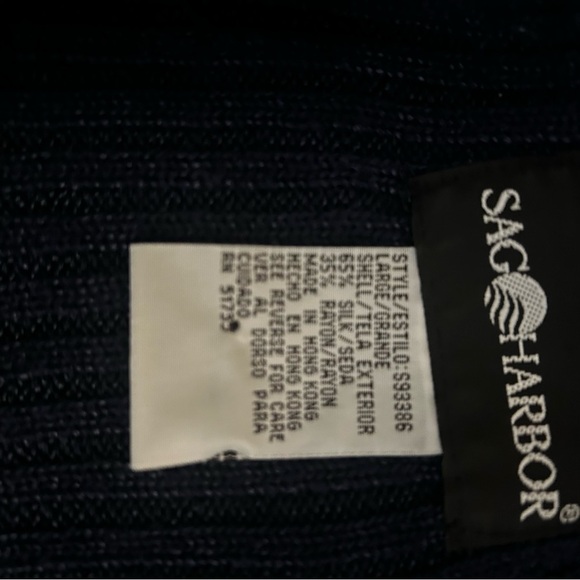 SAG HARBOR®
STYLE/ESTILO:S93386
LARGE/GRANDE
SHELL/TELA EXTERIOR
65% SILK/SEDA
35% RAYON/RAYON
MADE IN HONG KONG
HECHO EN HONG KONG
SEE REVERSE FOR CARE
VER AL DORSO PARA
CUIDADO
RN